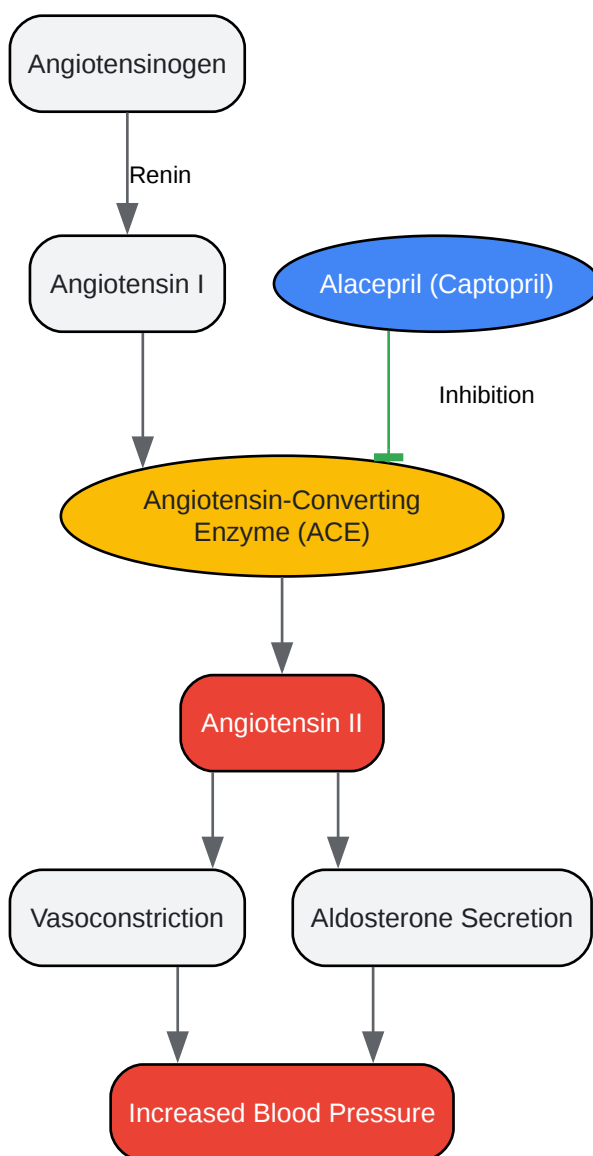 Angiotensinogen
Renin
Angiotensin I
Alacepril (Captopril)
Inhibition
Angiotensin-Converting
Enzyme (ACE)
Angiotensin II
Vasoconstriction
Aldosterone Secretion
Increased Blood Pressure